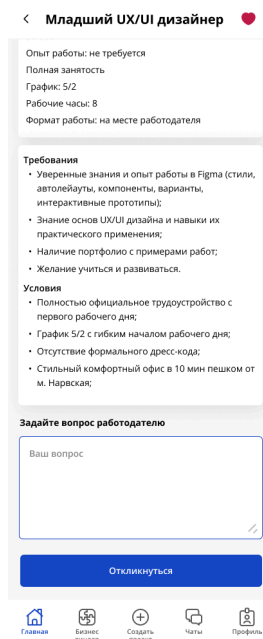 Младший UX/UI дизайнер
Опыт работы: не требуется
Полная занятость
График: 5/2
Рабочие часы: 8
Формат работы: на месте работодателя
Требования
• Уверенные знания и опыт работы в Figma (стили,
автолейауты, компоненты, варианты,
интерактивные прототипы);
• Знание основ UX/UI дизайна и навыки их
практического применения;
• Наличие портфолио с примерами работ;
• Желание учиться и развиваться.
Условия
• Полностью официальное трудоустройство с
первого рабочего дня;
• График 5/2 с гибким началом рабочего дня;
• Отсутствие формального дресс-кода;
• Стильный комфортный офис в 10 мин пешком от
м. Нарвская;
Задайте вопрос работодателю
Ваш вопрос
Откликнуться
Главная Бизнес Создать Чаты Профиль